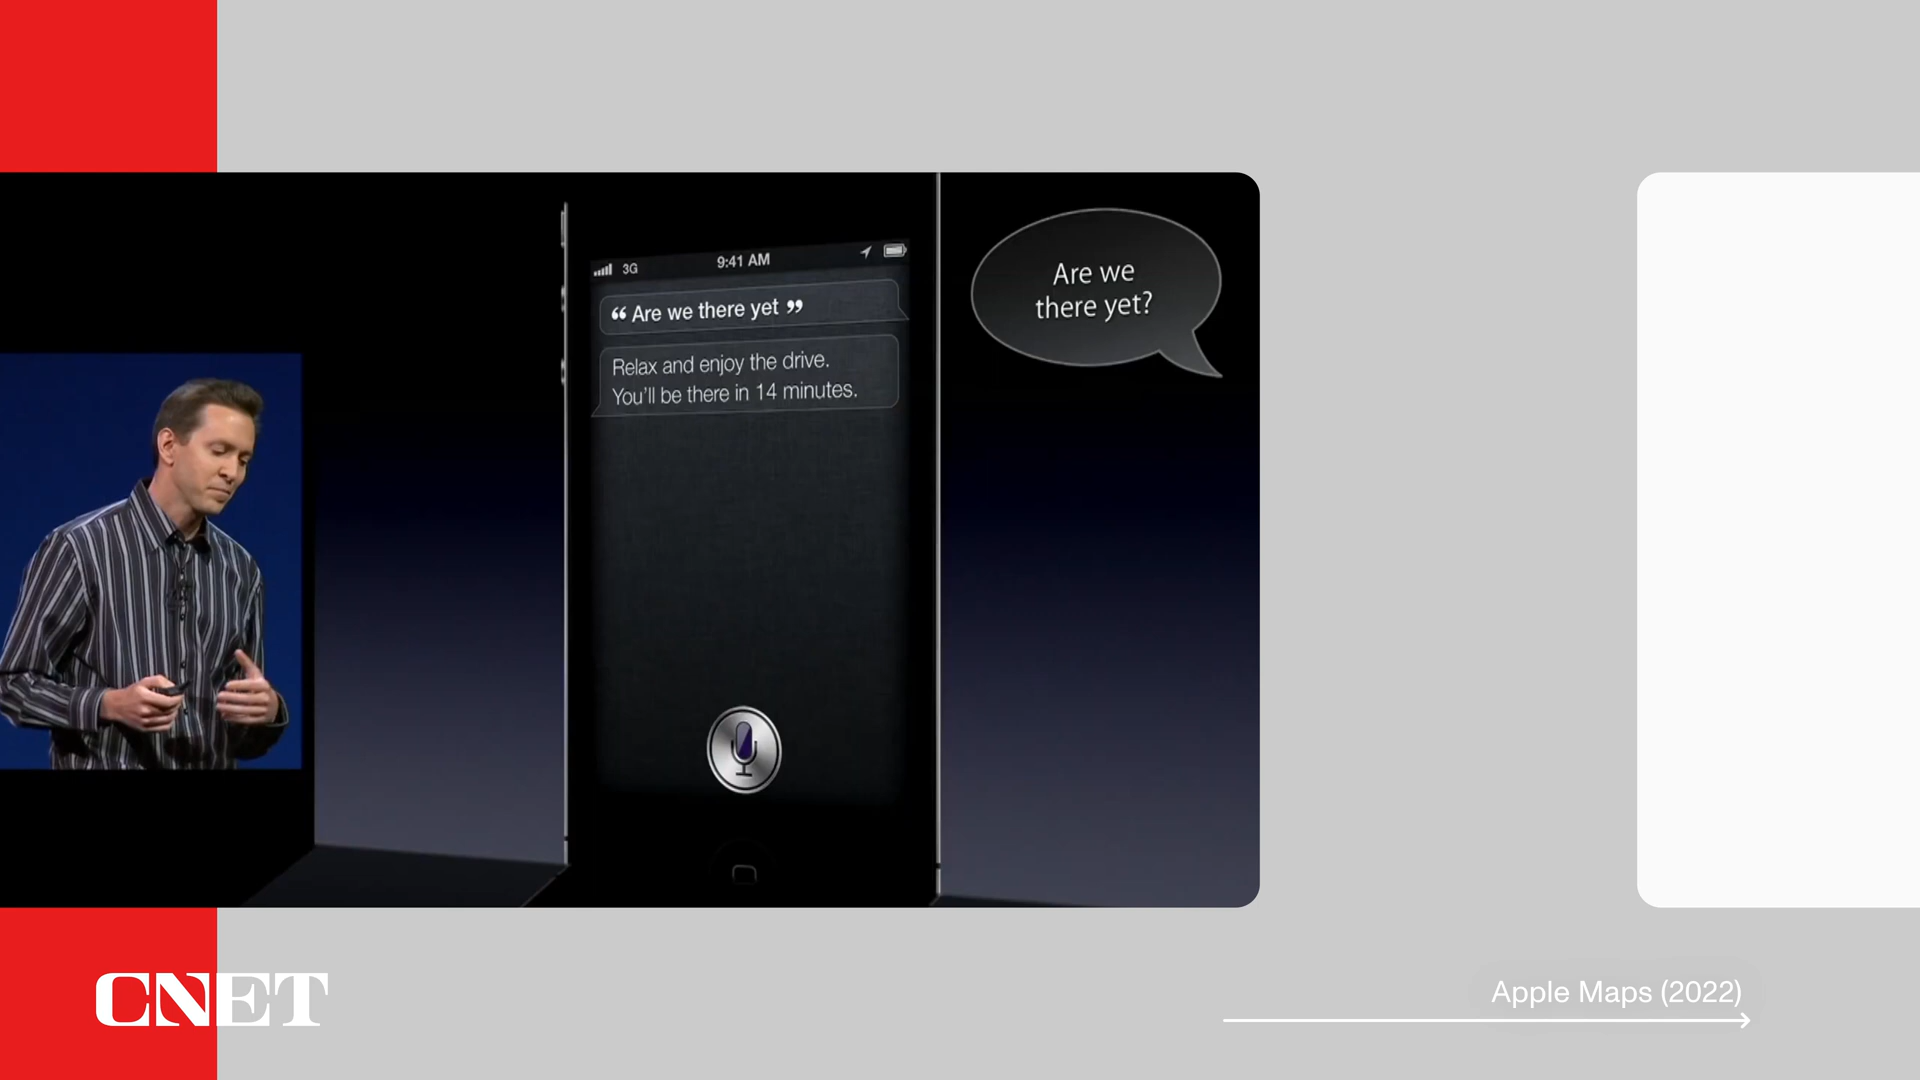 3G 9:41 AM
“ Are we there yet ”
Relax and enjoy the drive.
You'll be there in 14 minutes.
Are we
there yet?
CNET
Apple Maps (2022)